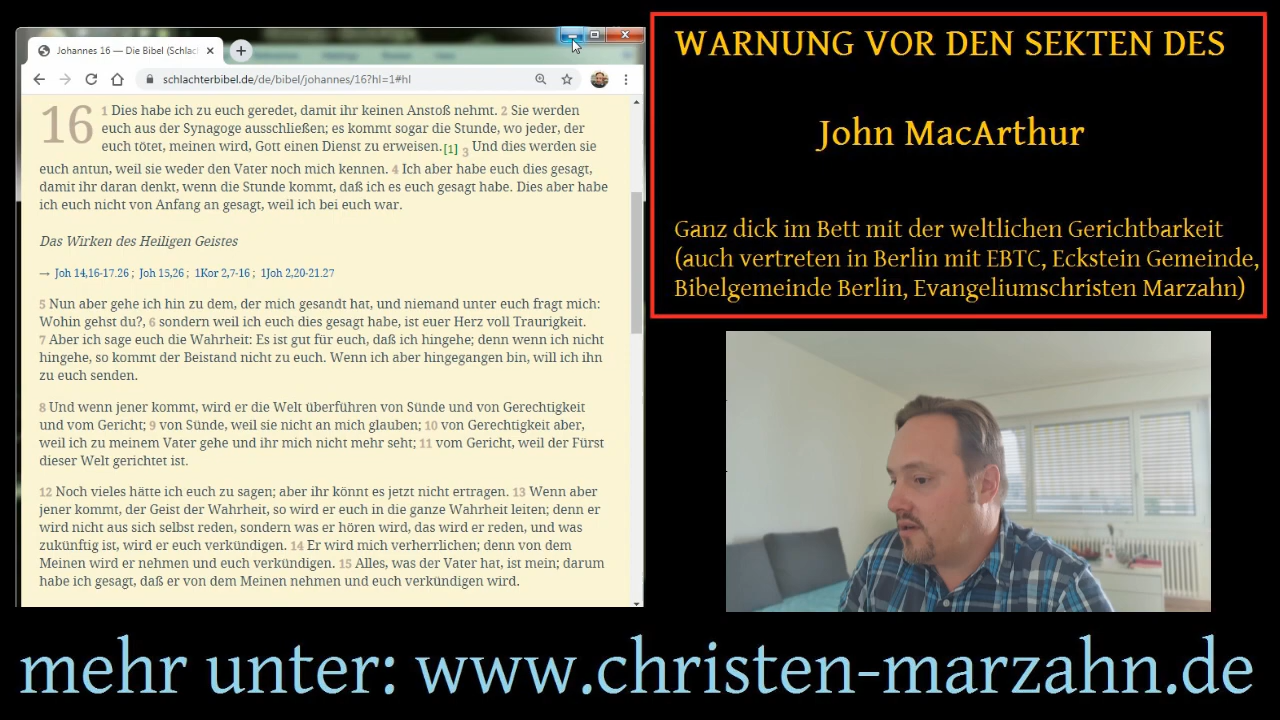 Johannes 16 — Die Bibel (Schlac
schlachterbibel.de/de/bibel/johannes/16?hl=1#hl
16 1 Dies habe ich zu euch geredet, damit ihr keinen Anstoß nehmt. 2 Sie werden
euch aus der Synagoge ausschließen; es kommt sogar die Stunde, wo jeder, der
euch tötet, meinen wird, Gott einen Dienst zu erweisen.[1] 3 Und dies werden sie
euch antun, weil sie weder den Vater noch mich kennen. 4 Ich aber habe euch dies gesagt,
damit ihr daran denkt, wenn die Stunde kommt, daß ich es euch gesagt habe. Dies aber habe
ich euch nicht von Anfang an gesagt, weil ich bei euch war.
Das Wirken des Heiligen Geistes
→ Joh 14,16-17.26 ; Joh 15,26 ; 1Kor 2,7-16 ; 1Joh 2,20-21.27
5 Nun aber gehe ich hin zu dem, der mich gesandt hat, und niemand unter euch fragt mich:
Wohin gehst du?, 6 sondern weil ich euch dies gesagt habe, ist euer Herz voll Traurigkeit.
7 Aber ich sage euch die Wahrheit: Es ist gut für euch, daß ich hingehe; denn wenn ich nicht
hingehe, so kommt der Beistand nicht zu euch. Wenn ich aber hingegangen bin, will ich ihn
zu euch senden.
8 Und wenn jener kommt, wird er die Welt überführen von Sünde und von Gerechtigkeit
und vom Gericht; 9 von Sünde, weil sie nicht an mich glauben; 10 von Gerechtigkeit aber,
weil ich zu meinem Vater gehe und ihr mich nicht mehr seht; 11 vom Gericht, weil der Fürst
dieser Welt gerichtet ist.
12 Noch vieles hätte ich euch zu sagen; aber ihr könnt es jetzt nicht ertragen. 13 Wenn aber
jener kommt, der Geist der Wahrheit, so wird er euch in die ganze Wahrheit leiten; denn er
wird nicht aus sich selbst reden, sondern was er hören wird, das wird er reden, und was
zukünftig ist, wird er euch verkündigen. 14 Er wird mich verherrlichen; denn von dem
Meinen wird er nehmen und euch verkündigen. 15 Alles, was der Vater hat, ist mein; darum
habe ich gesagt, daß er von dem Meinen nehmen und euch verkündigen wird.
WARNUNG VOR DEN SEKTEN DES
John MacArthur
Ganz dick im Bett mit der weltlichen Gerichtbarkeit
(auch vertreten in Berlin mit EBTC, Eckstein Gemeinde,
Bibelgemeinde Berlin, Evangeliumschristen Marzahn)
mehr unter: www.christen-marzahn.de